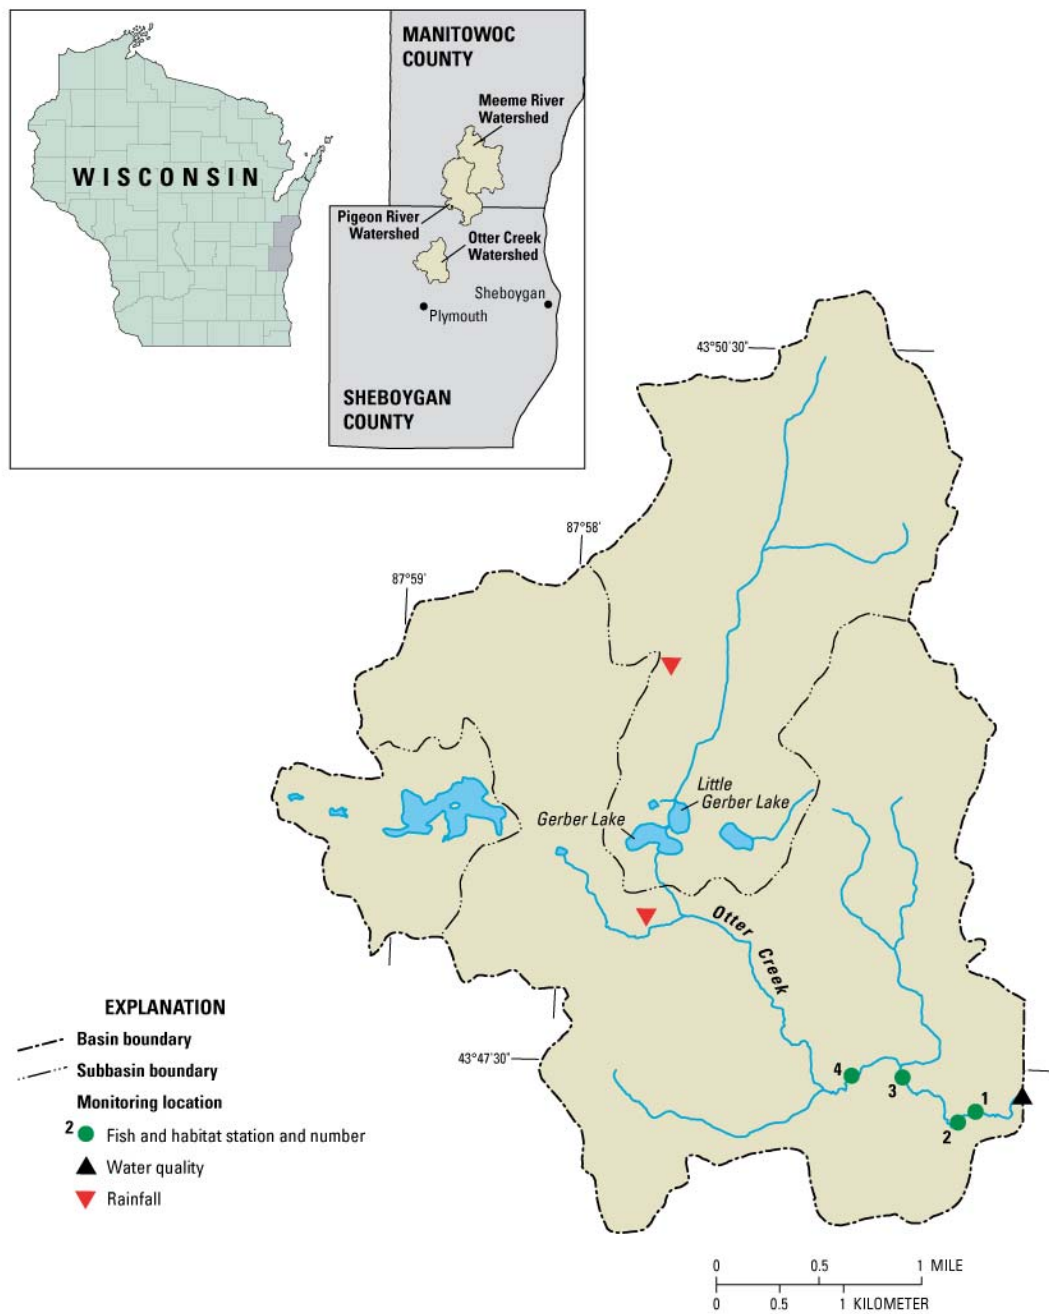 MANITOWOC
COUNTY
Meeme River
Watershed
WISCONSIN
Pigeon River
Watershed
Otter Creek
Watershed
Sheboygan
Plymouth
SHEBOYGAN
COUNTY
43°50'30"
87°58'
87°59'
Little
Gerber Lake
Gerber Lake
Otter Creek
EXPLANATION
Basin boundary
Subbasin boundary
Monitoring location
2 Fish and habitat station and number
Water quality
Rainfall
43°47'30"
4
3
1
2
0 0.5 1 MILE
0 0.5 1 KILOMETER